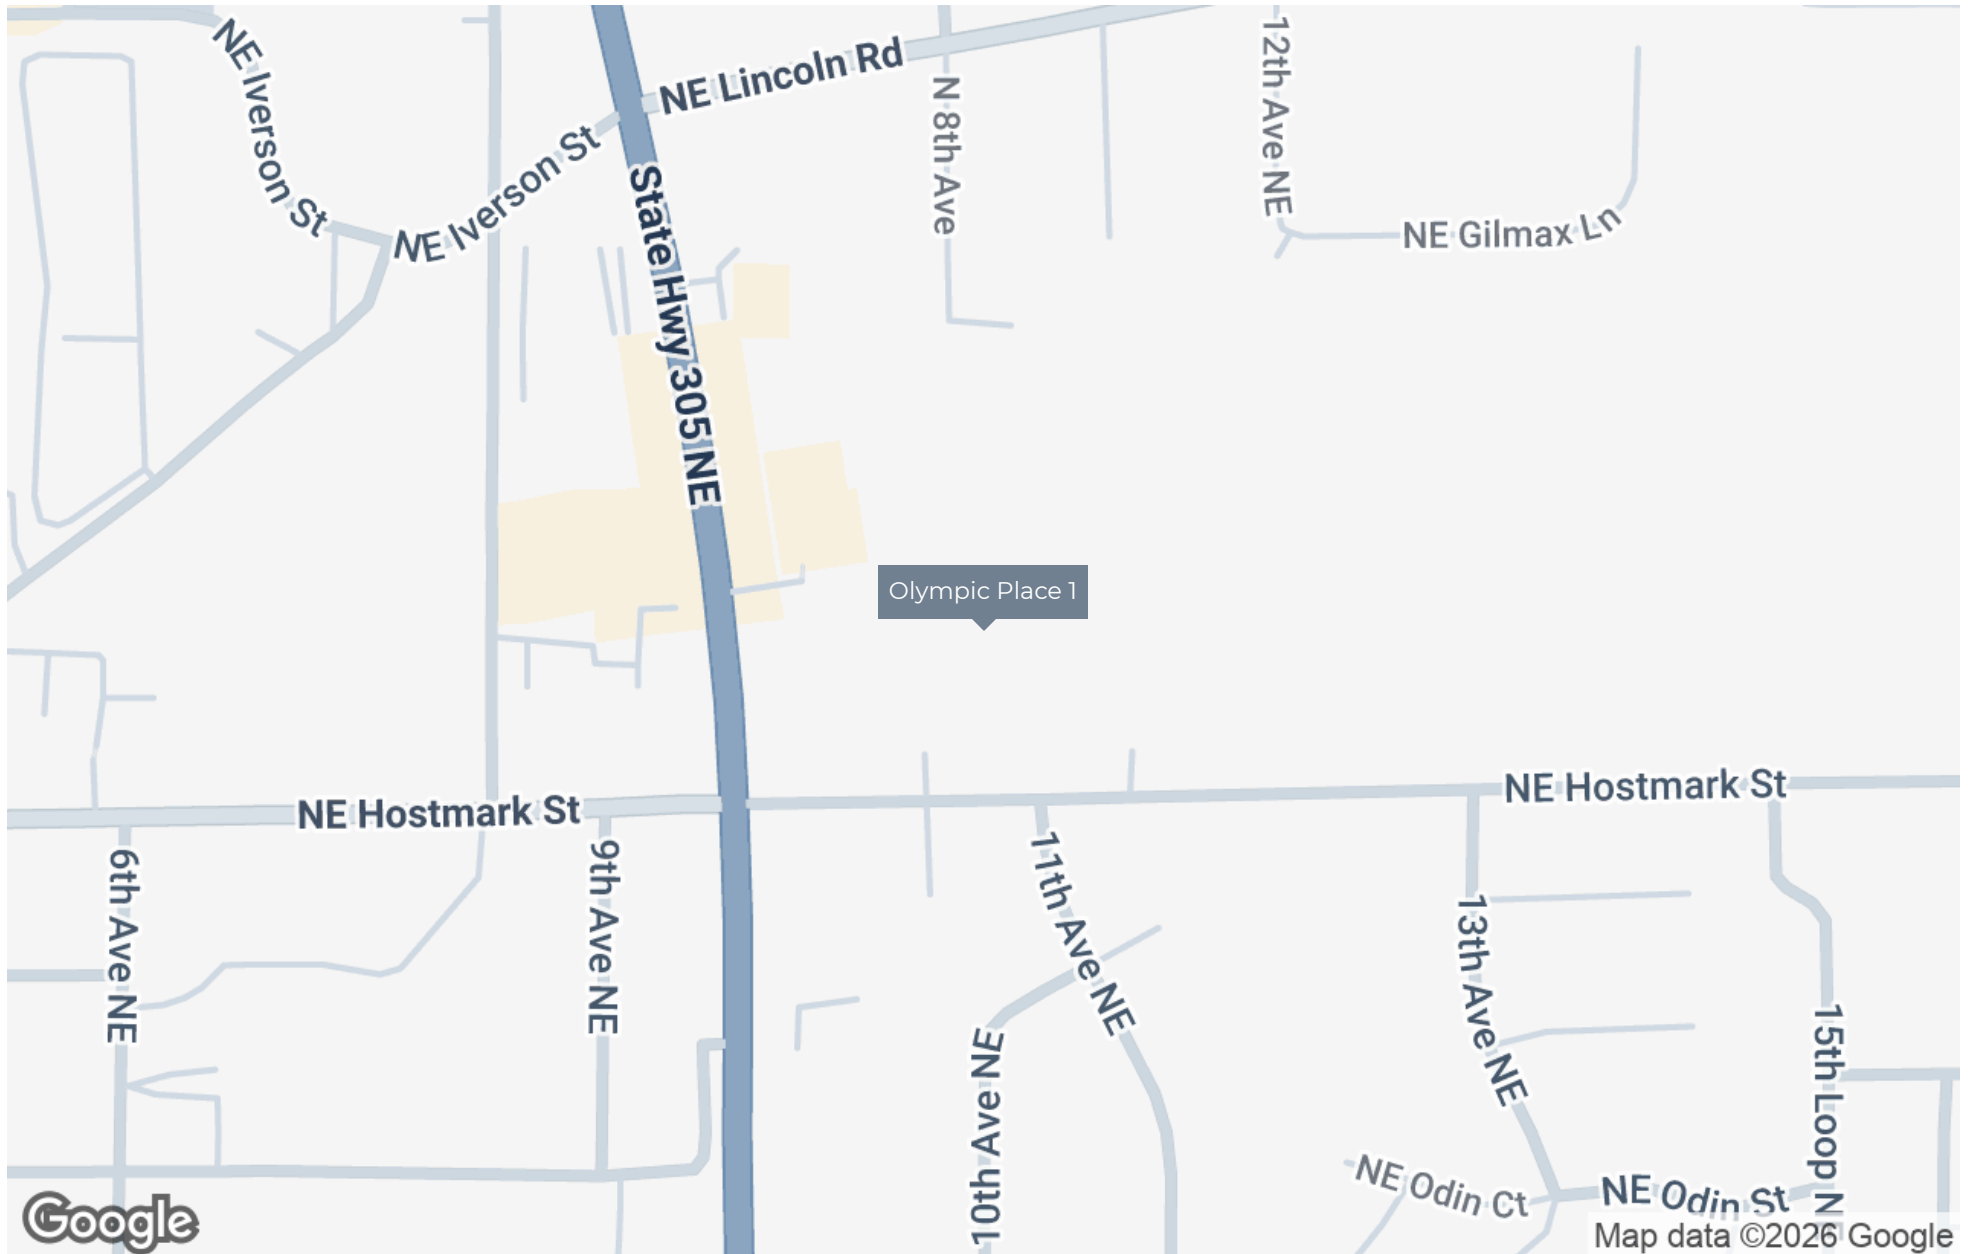 NE Iverson St
NE Lincoln Rd
12th Ave NE
NE Iverson St
N 8th Ave
State Hwy 305 NE
NE Gilmax Ln
Olympic Place 1
NE Hostmark St
NE Hostmark St
6th Ave NE
9th Ave NE
11th Ave NE
13th Ave NE
10th Ave NE
15th Loop NE
NE Odin Ct
NE Odin St
Google
Map data ©2026 Google